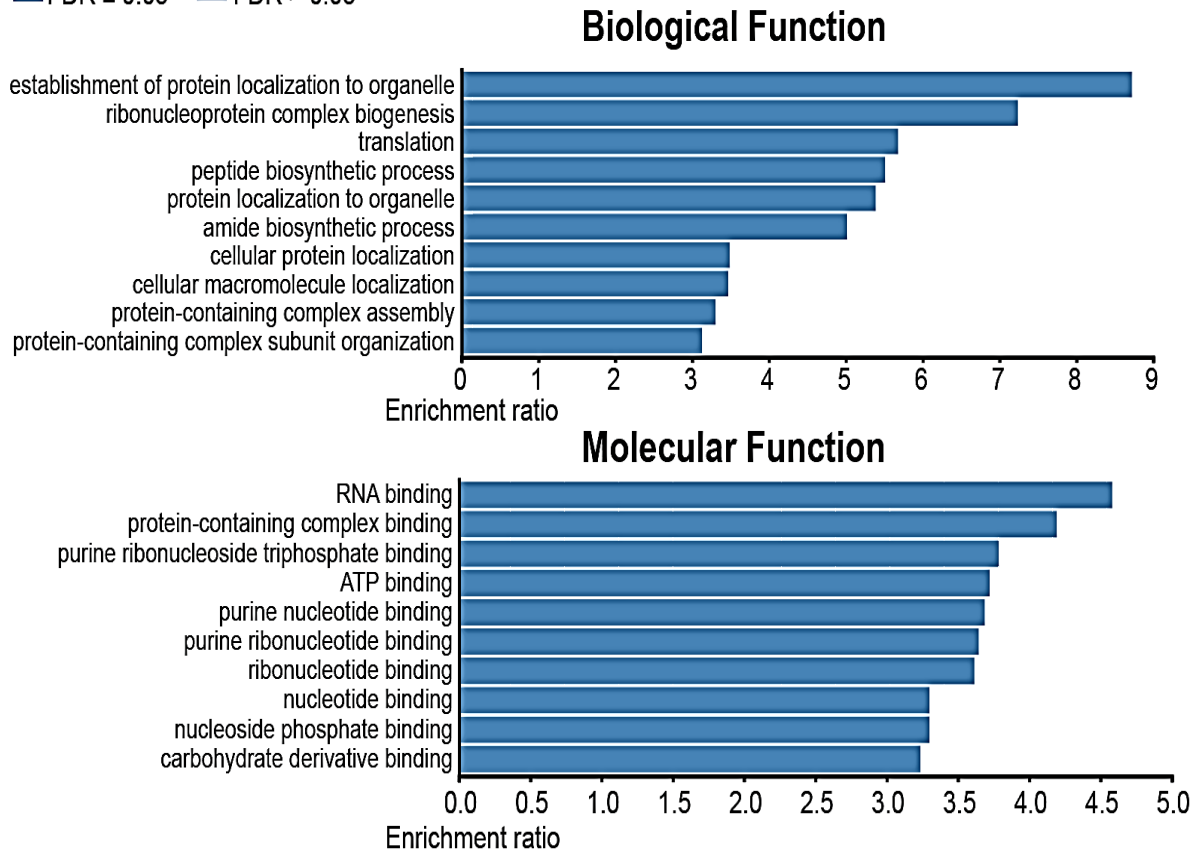 Biological Function
establishment of protein localization to organelle
ribonucleoprotein complex biogenesis
translation
peptide biosynthetic process
protein localization to organelle
amide biosynthetic process
cellular protein localization
cellular macromolecule localization
protein-containing complex assembly
protein-containing complex subunit organization
0 1 2 3 4 5 6 7 8 9
Enrichment ratio
Molecular Function
RNA binding
protein-containing complex binding
purine ribonucleoside triphosphate binding
ATP binding
purine nucleotide binding
purine ribonucleotide binding
ribonucleotide binding
nucleotide binding
nucleoside phosphate binding
carbohydrate derivative binding
0.0 0.5 1.0 1.5 2.0 2.5 3.0 3.5 4.0 4.5 5.0
Enrichment ratio